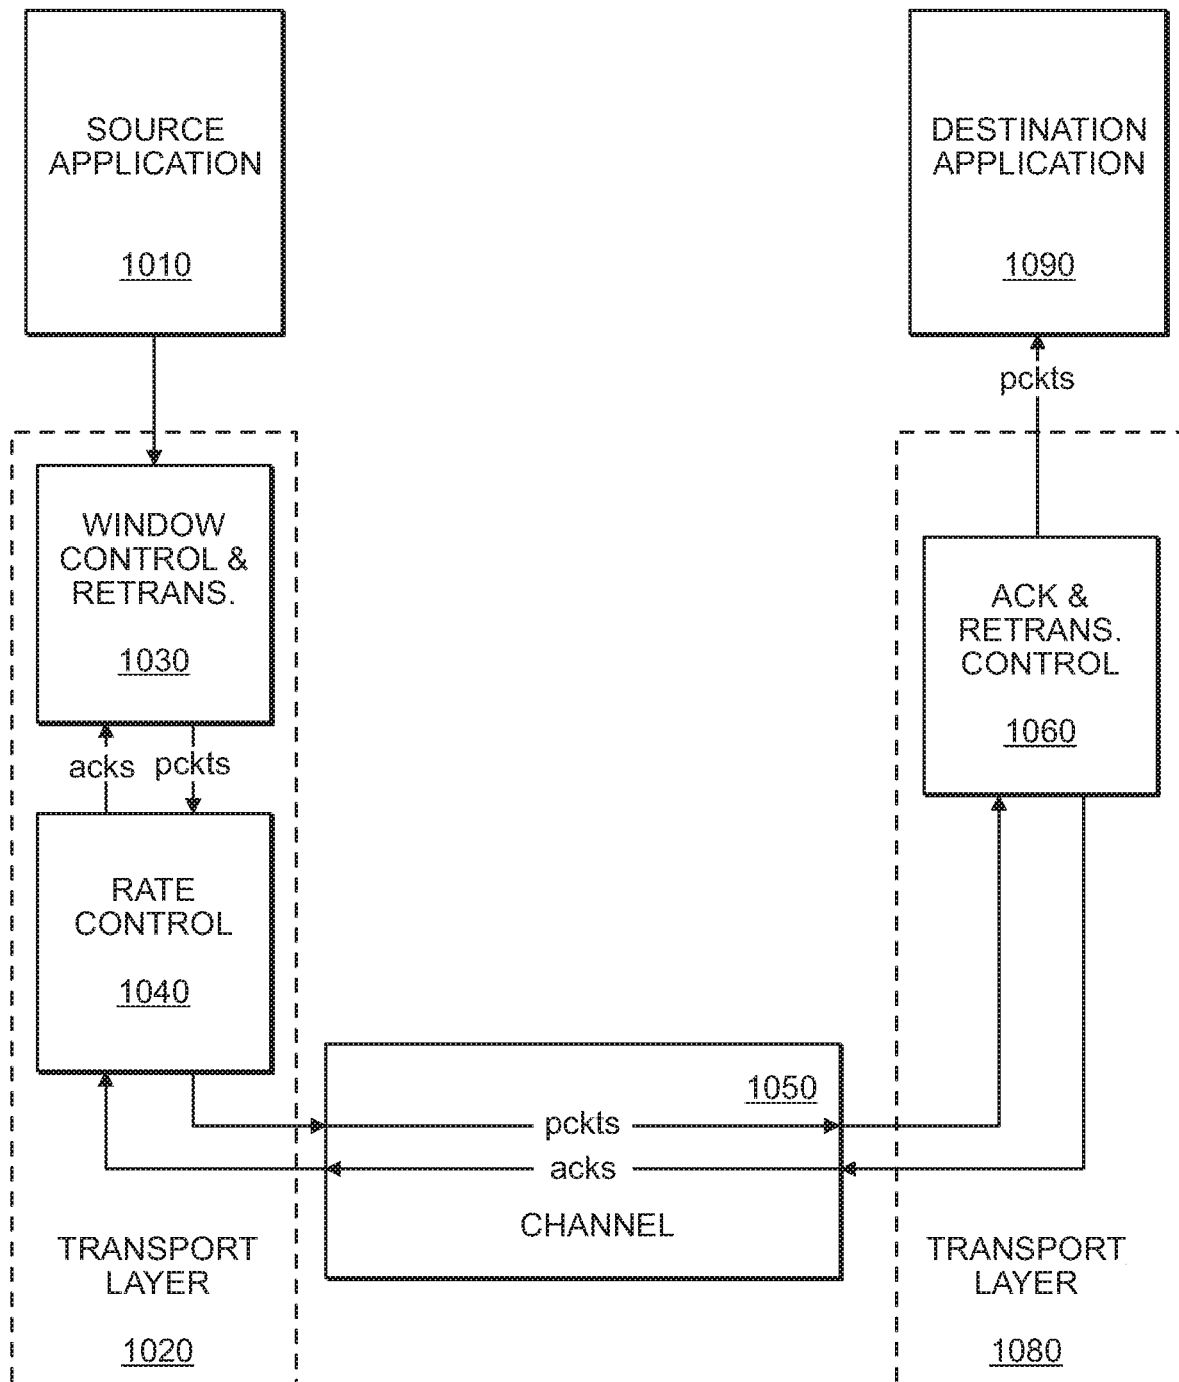 SOURCE
APPLICATION
1010
DESTINATION
APPLICATION
1090
pckts
WINDOW
CONTROL &
RETRANS.
1030
acks
pckts
RATE
CONTROL
1040
ACK &
RETRANS.
CONTROL
1060
1050
pckts
acks
CHANNEL
TRANSPORT
LAYER
1020
TRANSPORT
LAYER
1080